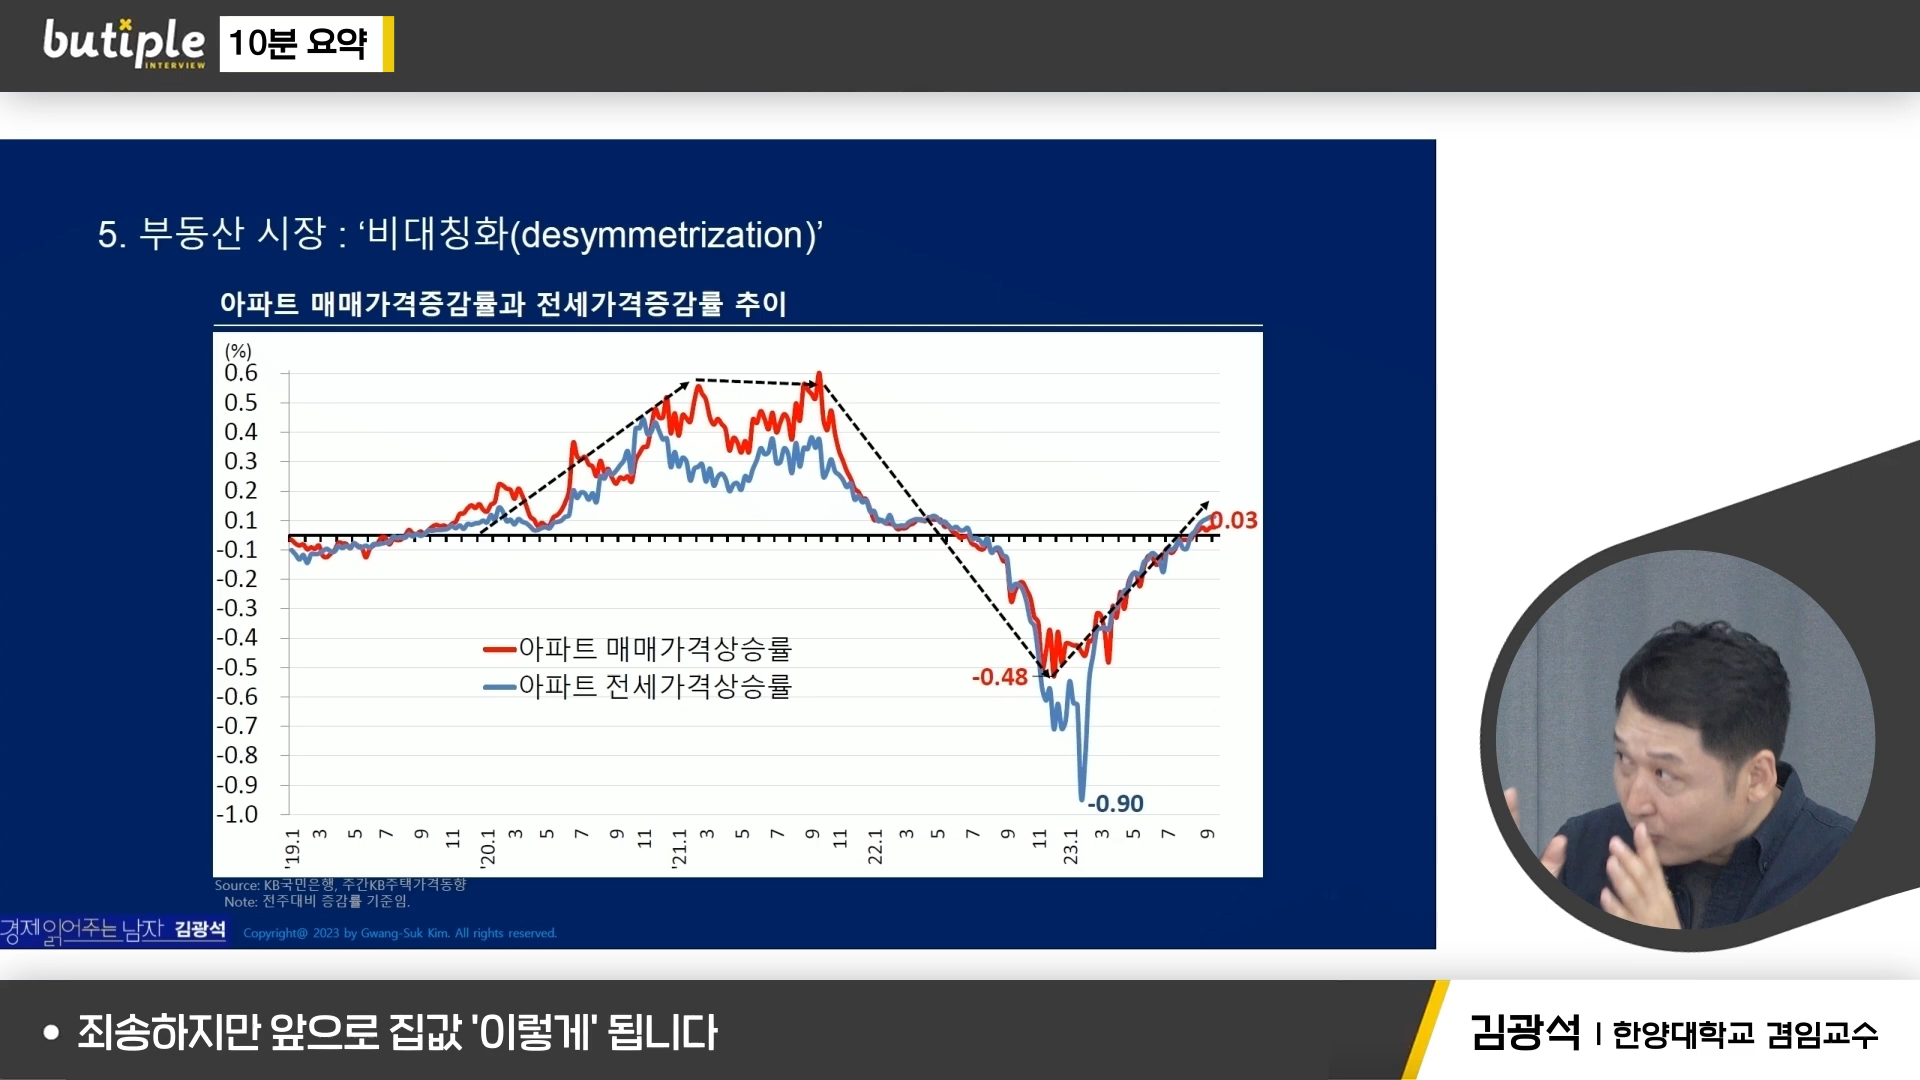 butiple
INTERVIEW
10분 요약
5. 부동산 시장 : ‘비대칭화(desymmetrization)’
아파트 매매가격증감률과 전세가격증감률 추이
(%)
0.6
0.5
0.4
0.3
0.2
0.1
-0.1
-0.2
-0.3
-0.4
-0.5
-0.6
-0.7
-0.8
-0.9
-1.0
0.03
-0.48
-0.90
아파트 매매가격상승률
아파트 전세가격상승률
'19.1 3 5 7 9 11 '20.1 3 5 7 9 11 '21.1 3 5 7 9 11 22.1 3 5 7 9 11 23.1 3 5 7 9
Source: KB국민은행, 주간KB주택가격동향
Note: 전주대비 증감률 기준임.
경제읽어주는 남자 김광석
Copyright@ 2023 by Gwang-Suk Kim. All rights reserved.
• 죄송하지만 앞으로 집값 '이렇게' 됩니다
김광석 | 한양대학교 겸임교수